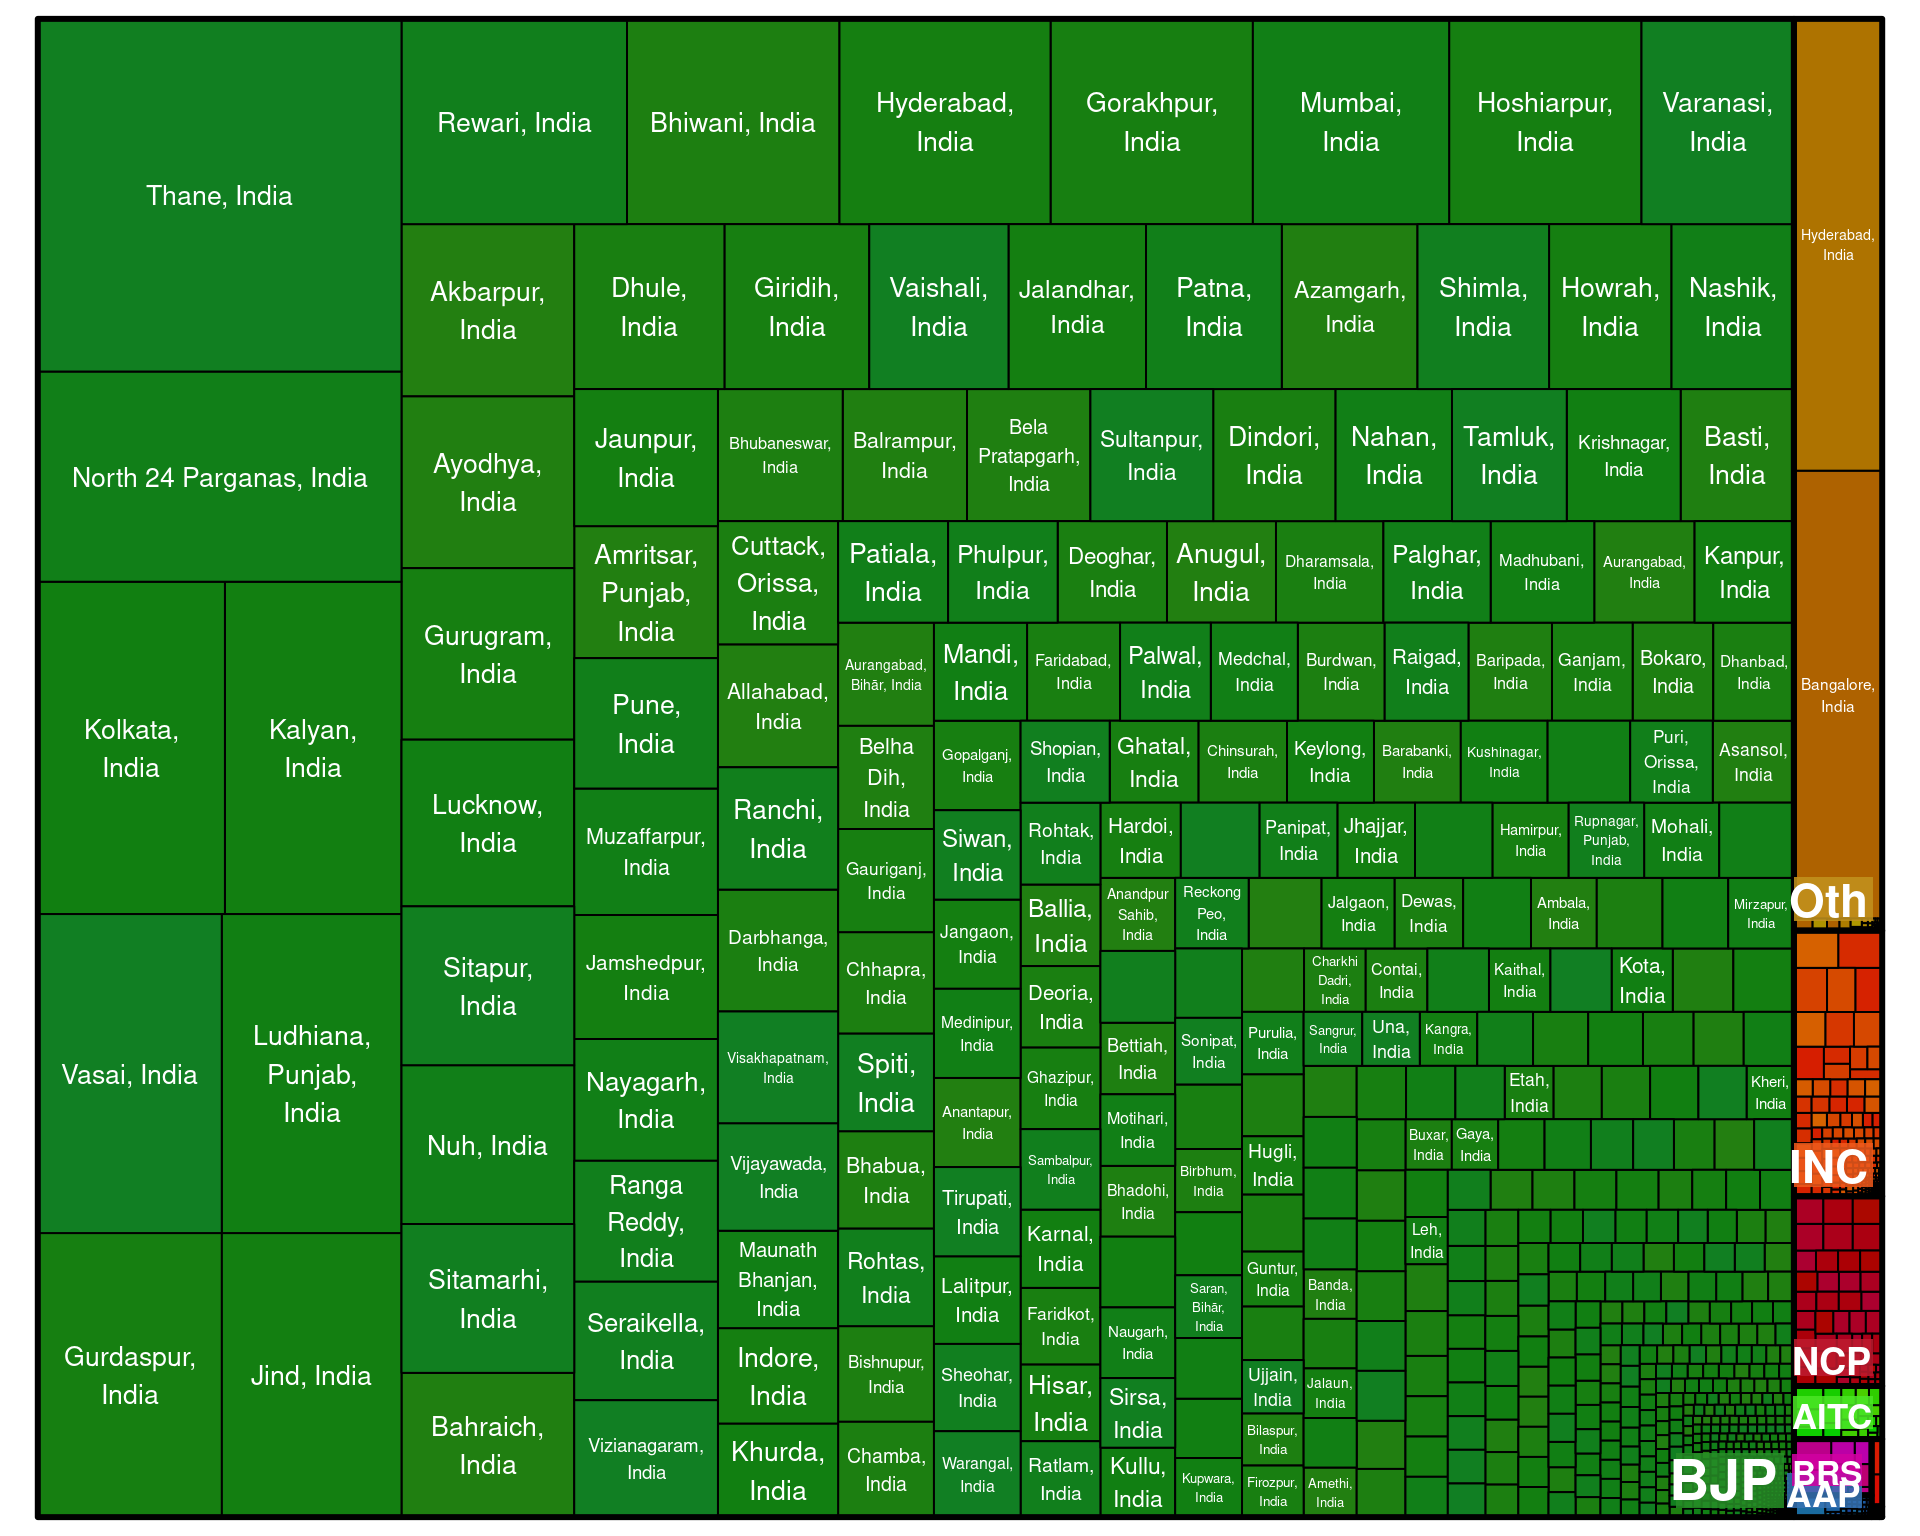 Thane, India
North 24 Parganas, India
Kolkata,
India
Kalyan,
India
Vasai, India
Ludhiana,
Punjab,
India
Gurdaspur,
India
Jind, India
Rewari, India
Bhiwani, India
Hyderabad,
India
Gorakhpur,
India
Mumbai,
India
Hoshiarpur,
India
Varanasi,
India
Akbarpur,
India
Ayodhya,
India
Gurugram,
India
Lucknow,
India
Sitapur,
India
Nuh, India
Sitamarhi,
India
Bahraich,
India
Dhule,
India
Giridih,
India
Vaishali,
India
Jalandhar,
India
Patna,
India
Azamgarh,
India
Shimla,
India
Howrah,
India
Nashik,
India
Jaunpur,
India
Amritsar,
Punjab,
India
Pune,
India
Muzaffarpur,
India
Jamshedpur,
India
Nayagarh,
India
Ranga
Reddy,
India
Seraikella,
India
Vizianagaram,
India
Bhubaneswar,
India
Balrampur,
India
Bela
Pratapgarh,
India
Sultanpur,
India
Dindori,
India
Nahan,
India
Tamluk,
India
Krishnagar,
India
Basti,
India
Cuttack,
Orissa,
India
Allahabad,
India
Ranchi,
India
Darbhanga,
India
Visakhapatnam,
India
Vijayawada,
India
Maunath
Bhanjan,
India
Indore,
India
Khurda,
India
Patiala,
India
Phulpur,
India
Deoghar,
India
Anugul,
India
Dharamsala,
India
Palghar,
India
Madhubani,
India
Aurangabad,
India
Kanpur,
India
Aurangabad,
Bihār, India
Belha
Dih,
India
Gauriganj,
India
Chhapra,
India
Spiti,
India
Bhabua,
India
Rohtas,
India
Bishnupur,
India
Chamba,
India
Mandi,
India
Faridabad,
India
Palwal,
India
Medchal,
India
Burdwan,
India
Raigad,
India
Baripada,
India
Ganjam,
India
Bokaro,
India
Dhanbad,
India
Gopalganj,
India
Siwan,
India
Jangaon,
India
Medinipur,
India
Anantapur,
India
Tirupati,
India
Lalitpur,
India
Sheohar,
India
Warangal,
India
Shopian,
India
Ghatal,
India
Chinsurah,
India
Keylong,
India
Barabanki,
India
Kushinagar,
India
Puri,
Orissa,
India
Asansol,
India
Rohtak,
India
Ballia,
India
Deoria,
India
Ghazipur,
India
Sambalpur,
India
Karnal,
India
Faridkot,
India
Hisar,
India
Ratlam,
India
Hardoi,
India
Panipat,
India
Jhajjar,
India
Hamirpur,
India
Rupnagar,
Punjab,
India
Mohali,
India
Anandpur
Sahib,
India
Bettiah,
India
Motihari,
India
Bhadohi,
India
Naugarh,
India
Sirsa,
India
Kullu,
India
Reckong
Peo,
India
Jalgaon,
India
Dewas,
India
Ambala,
India
Mirzapur,
India
Sonipat,
India
Birbhum,
India
Saran,
Bihār,
India
Kupwara,
India
Charkhi
Dadri,
India
Contai,
India
Kaithal,
India
Kota,
India
Purulia,
India
Hugli,
India
Guntur,
India
Ujjain,
India
Bilaspur,
India
Firozpur,
India
Sangrur,
India
Una,
India
Kangra,
India
Banda,
India
Jalaun,
India
Amethi,
India
Etah,
India
Kheri,
India
Buxar,
India
Gaya,
India
Leh,
India
BJP
Hyderabad,
India
Bangalore,
India
Oth
INC
NCP
AITC
BRS
AAP